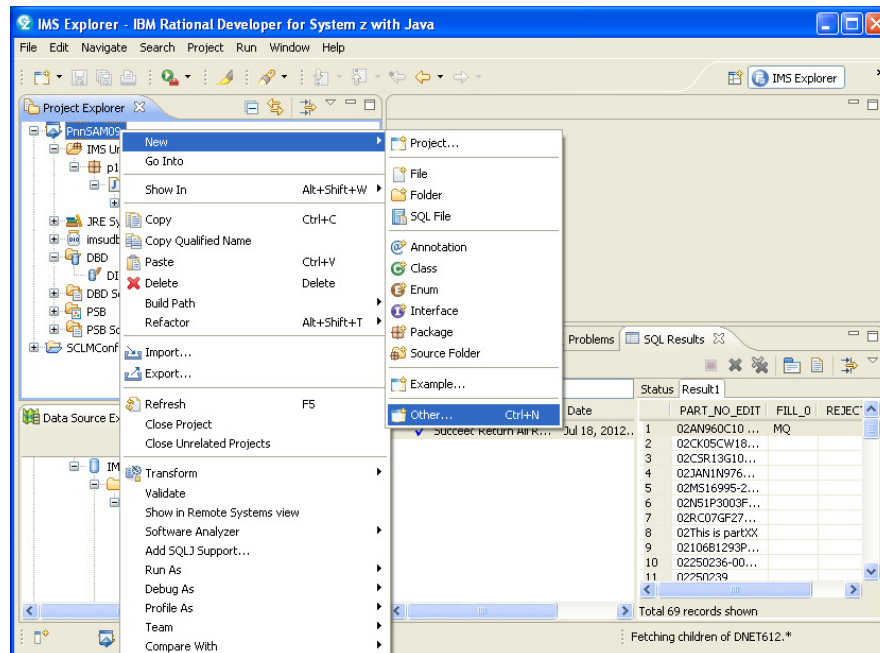 IMS Explorer - IBM Rational Developer for System z with Java
File Edit Navigate Search Project Run Window Help
IMS Explorer
Project Explorer
PnnSAM09
IMS Un
p1
J
JRE Sy
imsudb
DBD
DI
DBD So
PSB
PSB So
SCLMConf
New
Go Into
Show In Alt+Shift+W
Copy Ctrl+C
Copy Qualified Name
Paste Ctrl+V
Delete Delete
Build Path
Refactor Alt+Shift+T
Import...
Export...
Refresh F5
Close Project
Close Unrelated Projects
Transform
Validate
Show in Remote Systems view
Software Analyzer
Add SQLJ Support...
Run As
Debug As
Profile As
Team
Compare With
Project...
File
Folder
SQL File
Annotation
Class
Enum
Interface
Package
Source Folder
Example...
Other... Ctrl+N
Data Source Ex
IM
Problems SQL Results
Date
Return All R... Jul 18, 2012..
Status Result1
PART_NO_EDIT FILL_0 REJEC
1 02AN960C10 ... MQ
2 02CK05CW18...
3 02CSR13G10...
4 02JAN1N976...
5 02MS16995-2...
6 02N51P3003F...
7 02RC07GF27...
8 02This is partXX
9 02106B1293P...
10 02250236-00...
11 02250239
Total 69 records shown
Fetching children of DNET612.*